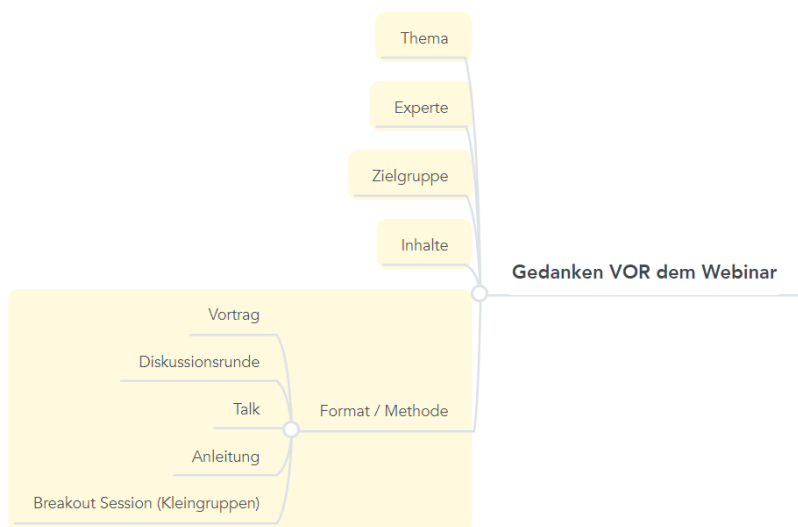 Thema
Experte
Zielgruppe
Inhalte
Gedanken VOR dem Webinar
Vortrag
Diskussionsrunde
Talk
Format / Methode
Anleitung
Breakout Session (Kleingruppen)